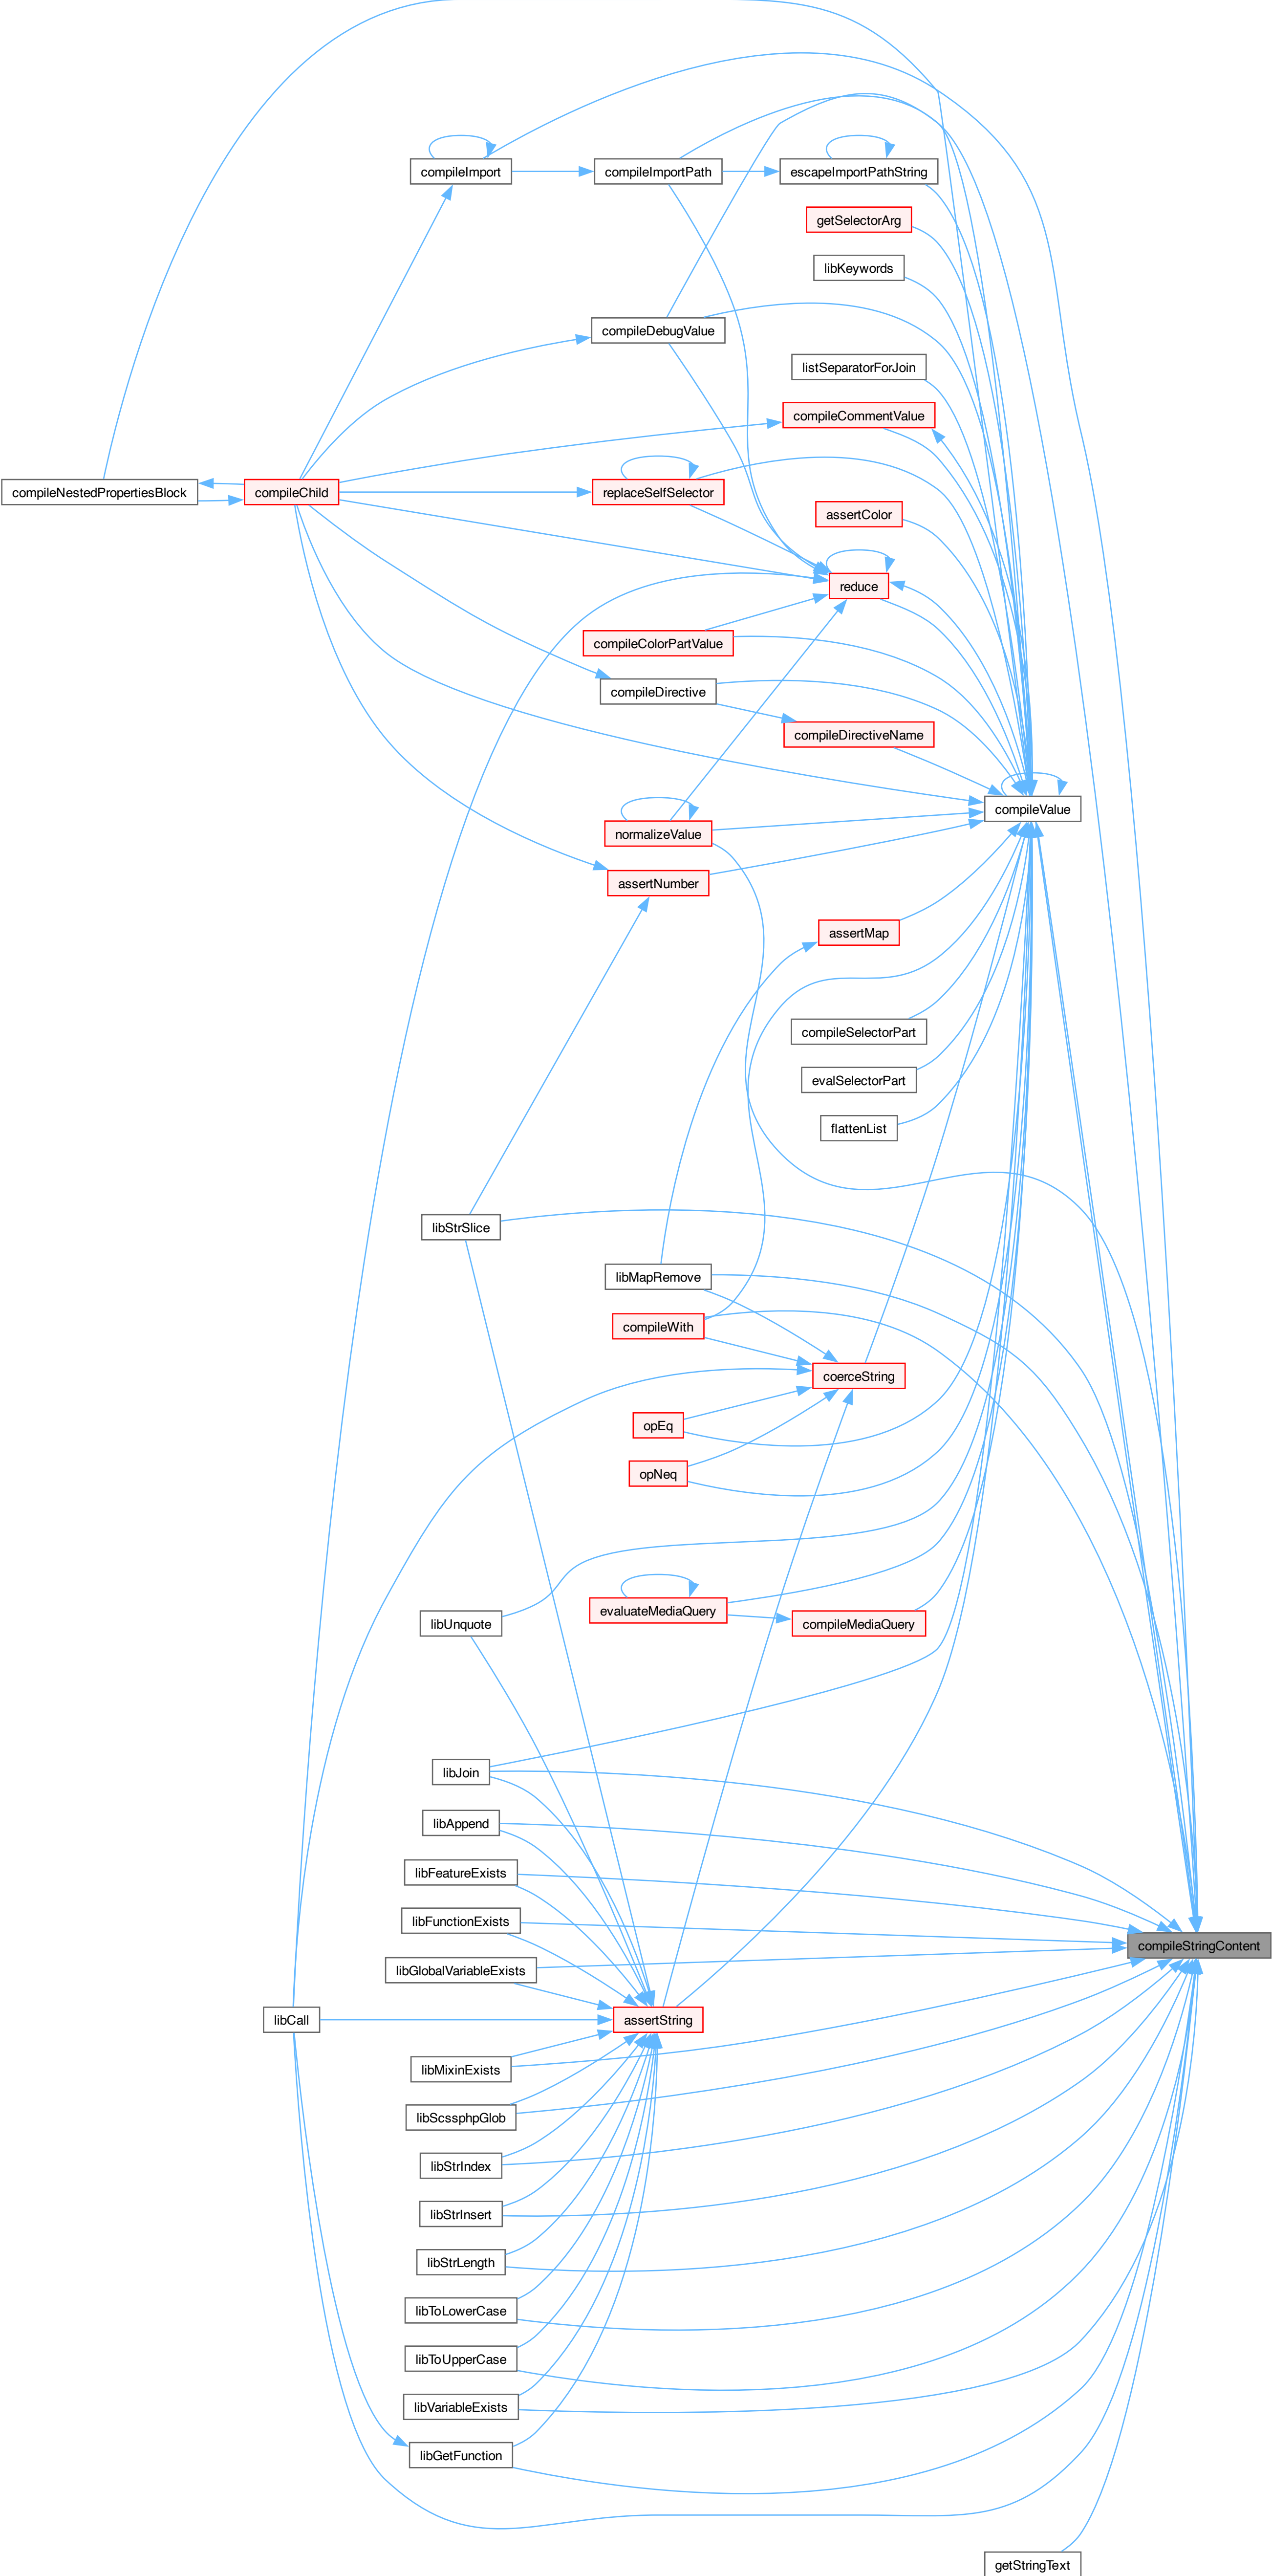 compileImport
compileImportPath
escapeImportPathString
getSelectorArg
libKeywords
compileDebugValue
listSeparatorForJoin
compileCommentValue
compileNestedPropertiesBlock
compileChild
replaceSelfSelector
assertColor
reduce
compileColorPartValue
compileDirective
compileDirectiveName
compileValue
normalizeValue
assertNumber
assertMap
compileSelectorPart
evalSelectorPart
flattenList
libStrSlice
libMapRemove
compileWith
coerceString
opEq
opNeq
evaluateMediaQuery
libUnquote
compileMediaQuery
libJoin
libAppend
libFeatureExists
libFunctionExists
compileStringContent
libGlobalVariableExists
libCall
assertString
libMixinExists
libScssphpGlob
libStrIndex
libStrInsert
libStrLength
libToLowerCase
libToUpperCase
libVariableExists
libGetFunction
getStringText